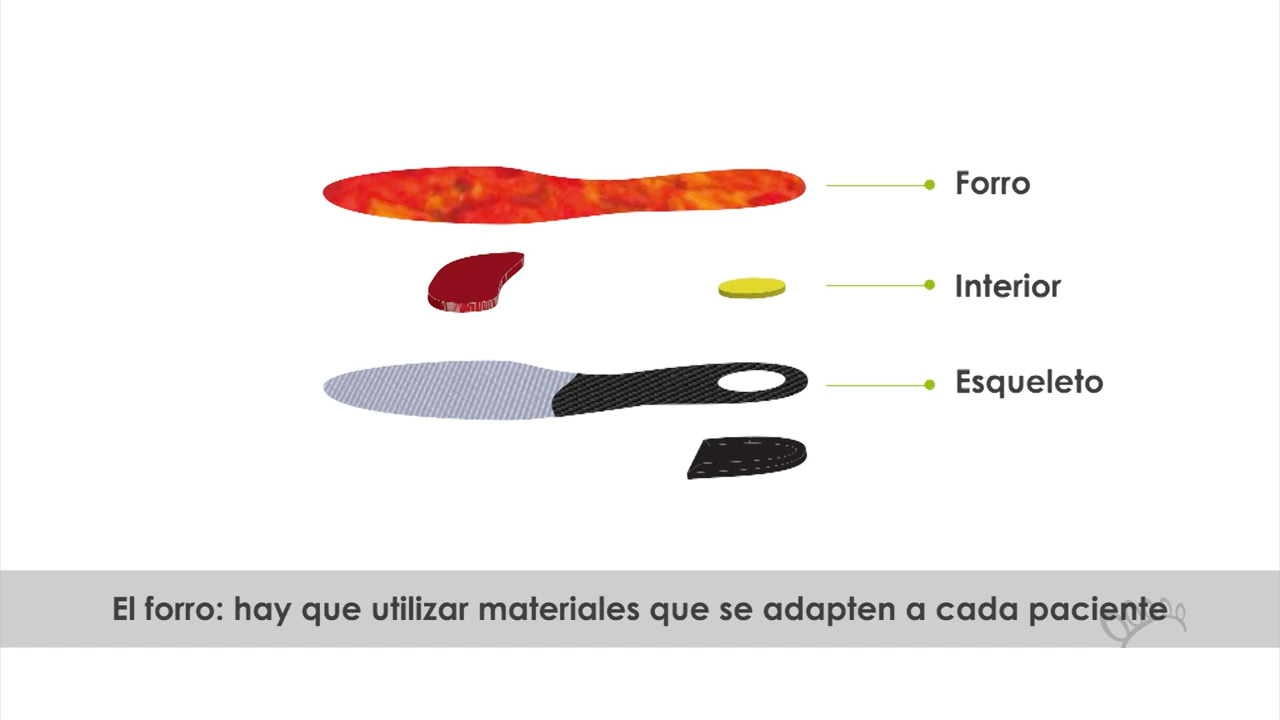 Forro
Interior
Esqueleto
El forro: hay que utilizar materiales que se adapten a cada paciente